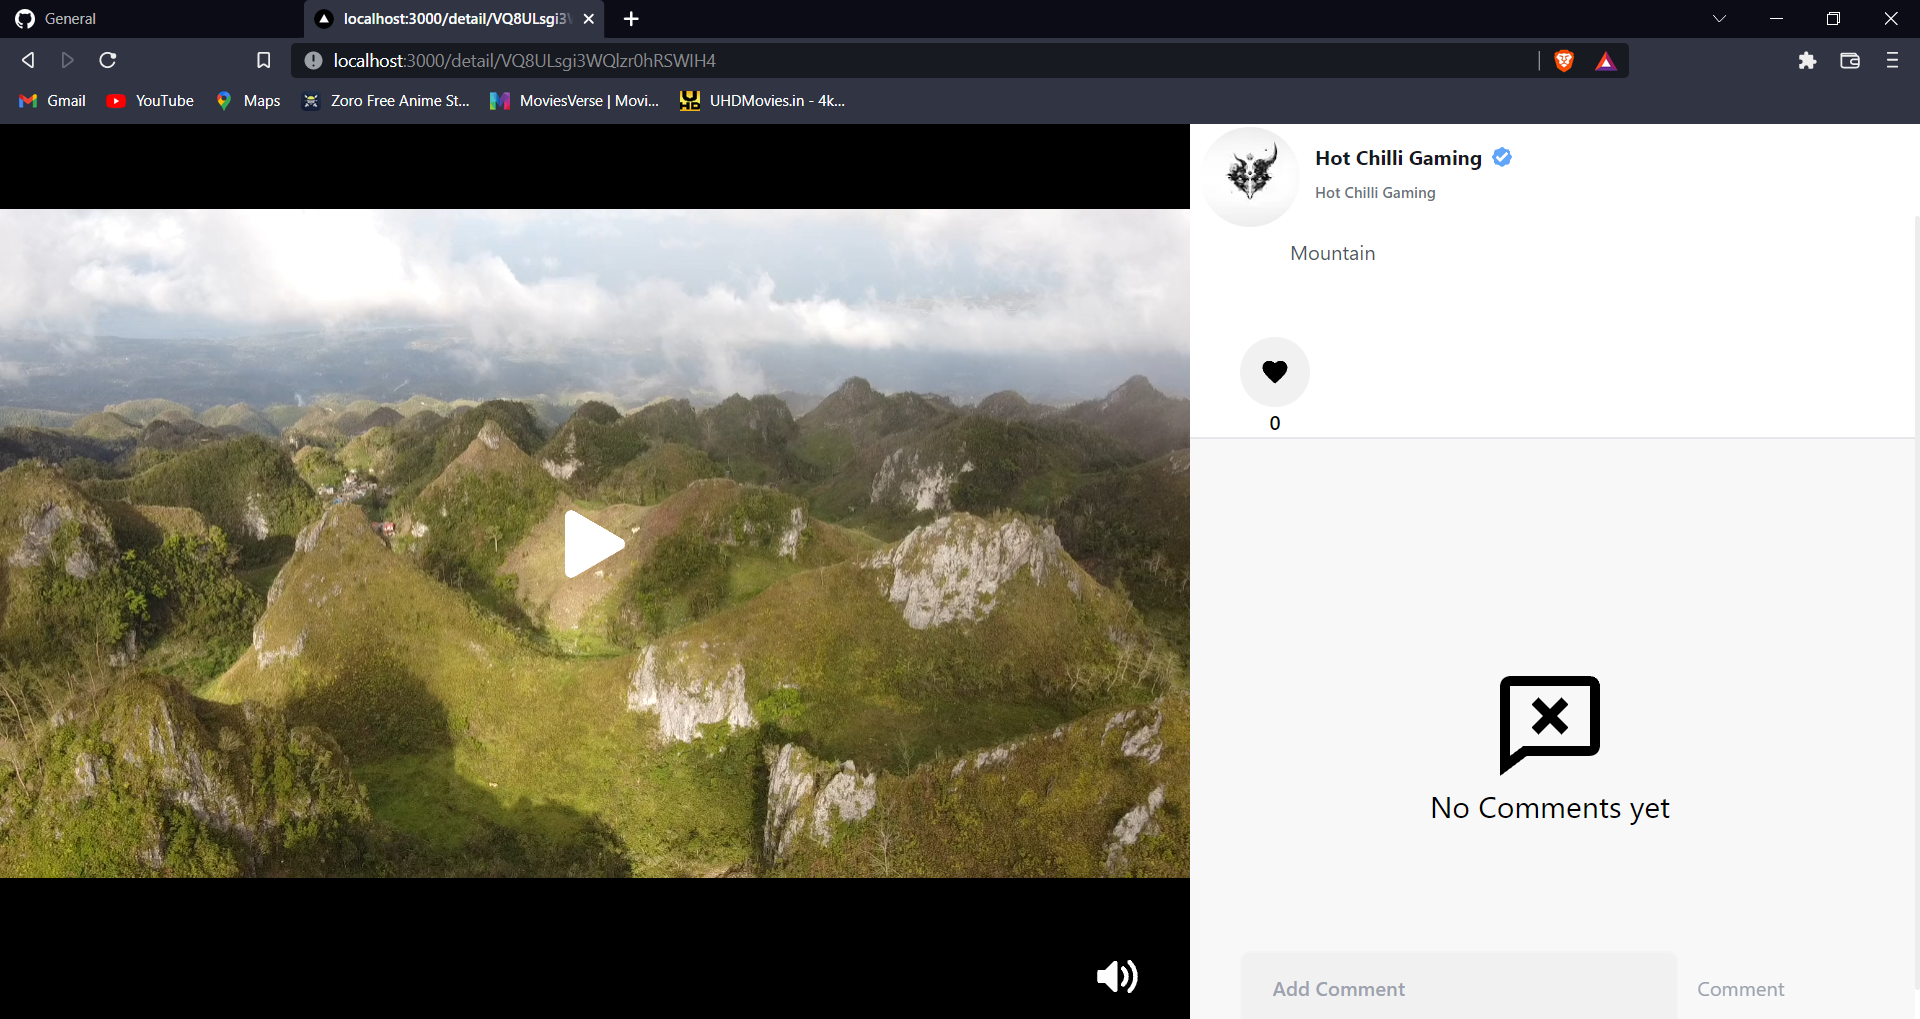 General
localhost:3000/detail/VQ8ULsgi3
localhost:3000/detail/VQ8ULsgi3WQlzr0hRSWIH4
Gmail YouTube Maps Zoro Free Anime St... MoviesVerse | Movi... UHDMovies.in - 4k...
Hot Chilli Gaming
Hot Chilli Gaming
Mountain
0
No Comments yet
Add Comment Comment